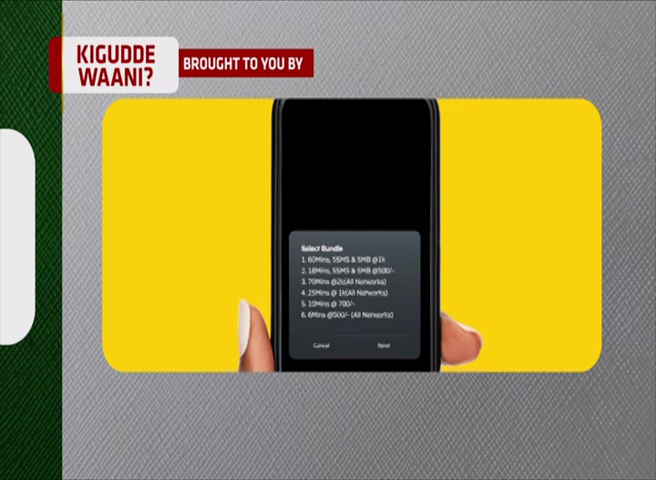 KIGUDDE
WAANI?
BROUGHT TO YOU BY
Select Bundle
1. 60Mins, 5SMS & 5MB @1k
2. 18Mins, 5SMS & 5MB @500/-
3. 70Mins @2k(All Networks)
4. 25Mins @ 1k(All Networks)
5. 19Mins @ 700/-
6. 6Mins @500/- (All Networks)
Cancel Send